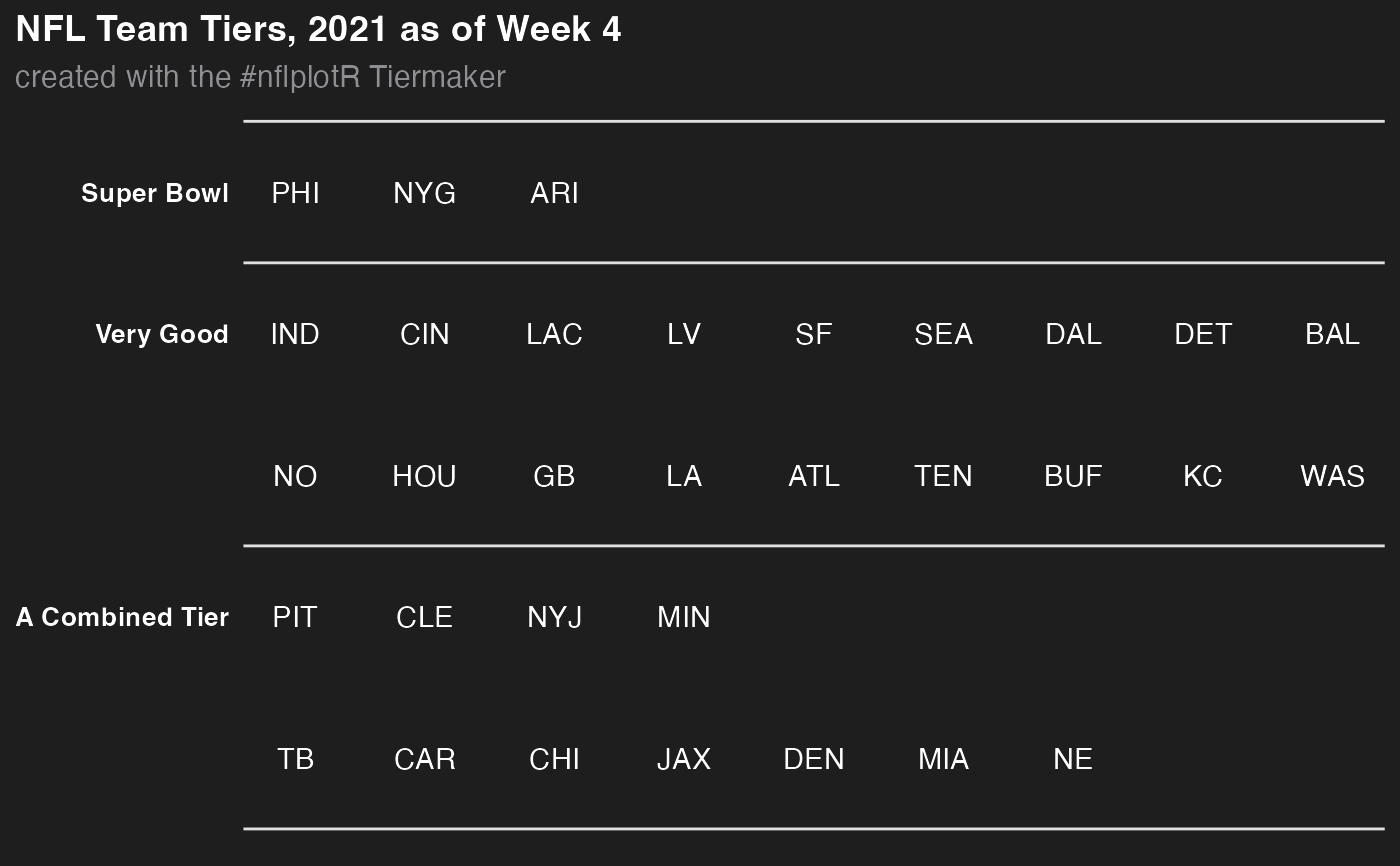 NFL Team Tiers, 2021 as of Week 4
created with the #nflplotR Tiermaker
Super Bowl PHI NYG ARI
Very Good IND CIN LAC LV SF SEA DAL DET BAL
NO HOU GB LA ATL TEN BUF KC WAS
A Combined Tier PIT CLE NYJ MIN
TB CAR CHI JAX DEN MIA NE